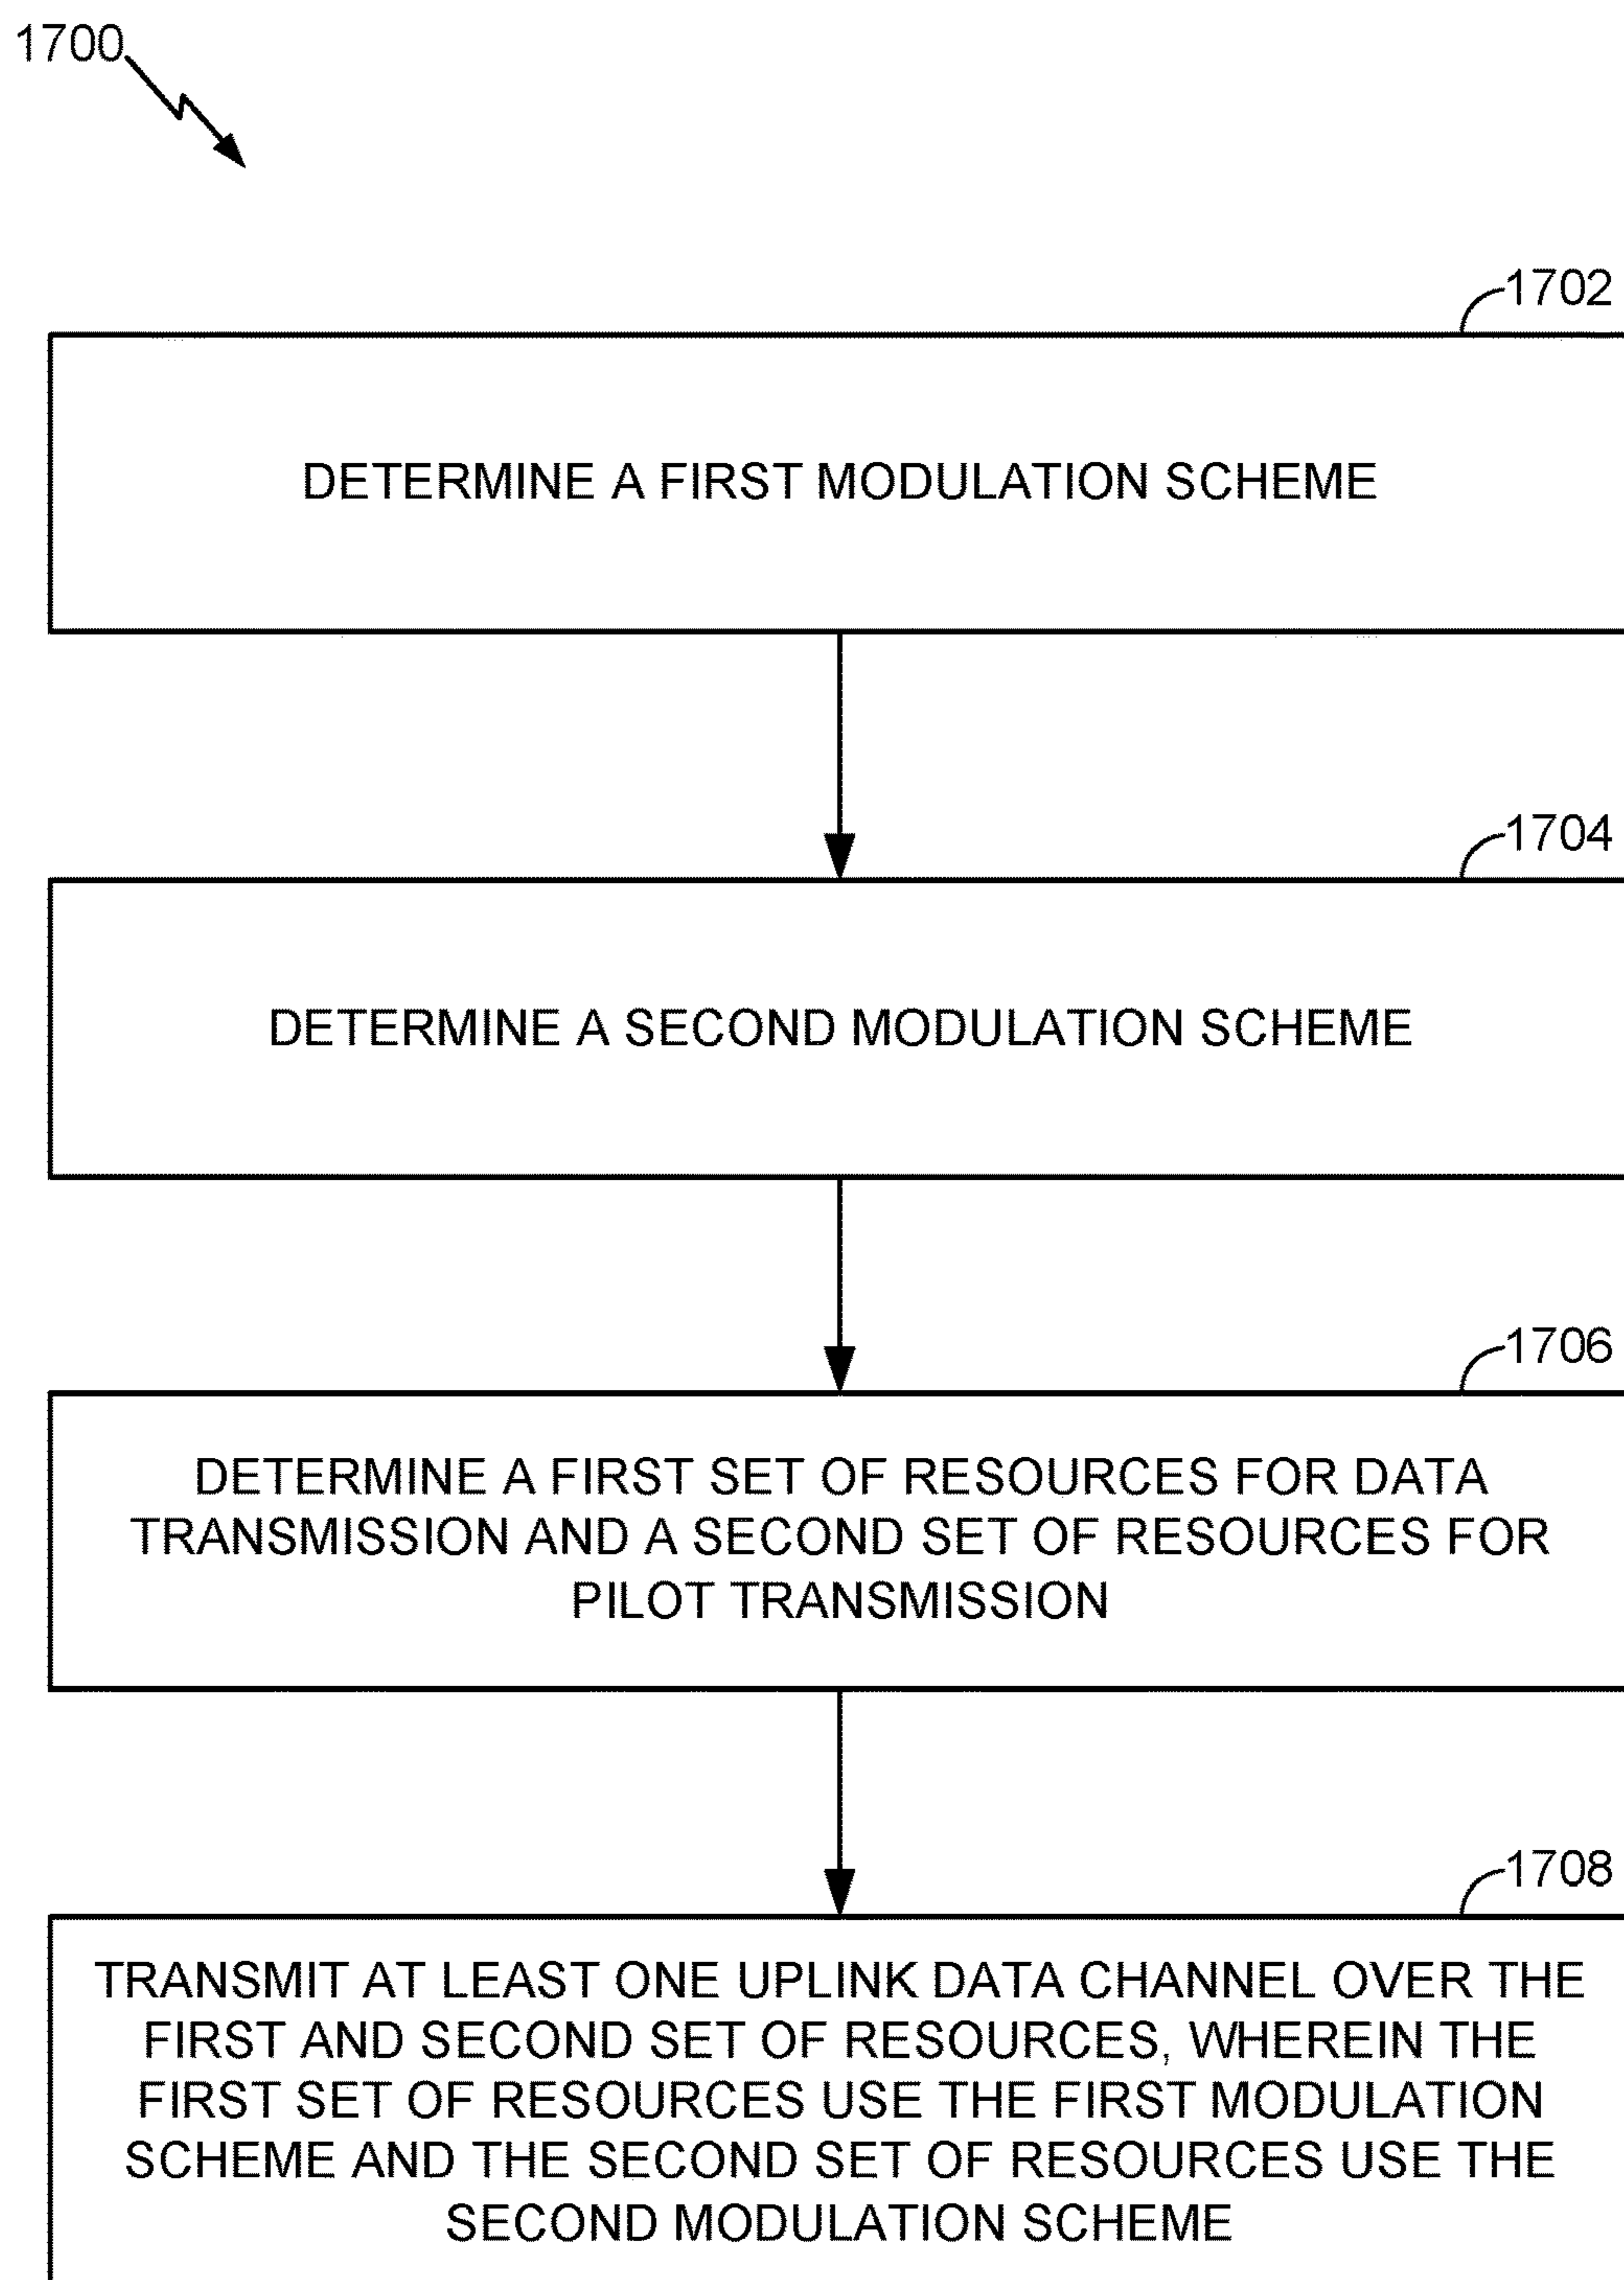 1700
1702
DETERMINE A FIRST MODULATION SCHEME
1704
DETERMINE A SECOND MODULATION SCHEME
1706
DETERMINE A FIRST SET OF RESOURCES FOR DATA
TRANSMISSION AND A SECOND SET OF RESOURCES FOR
PILOT TRANSMISSION
1708
TRANSMIT AT LEAST ONE UPLINK DATA CHANNEL OVER THE
FIRST AND SECOND SET OF RESOURCES, WHEREIN THE
FIRST SET OF RESOURCES USE THE FIRST MODULATION
SCHEME AND THE SECOND SET OF RESOURCES USE THE
SECOND MODULATION SCHEME